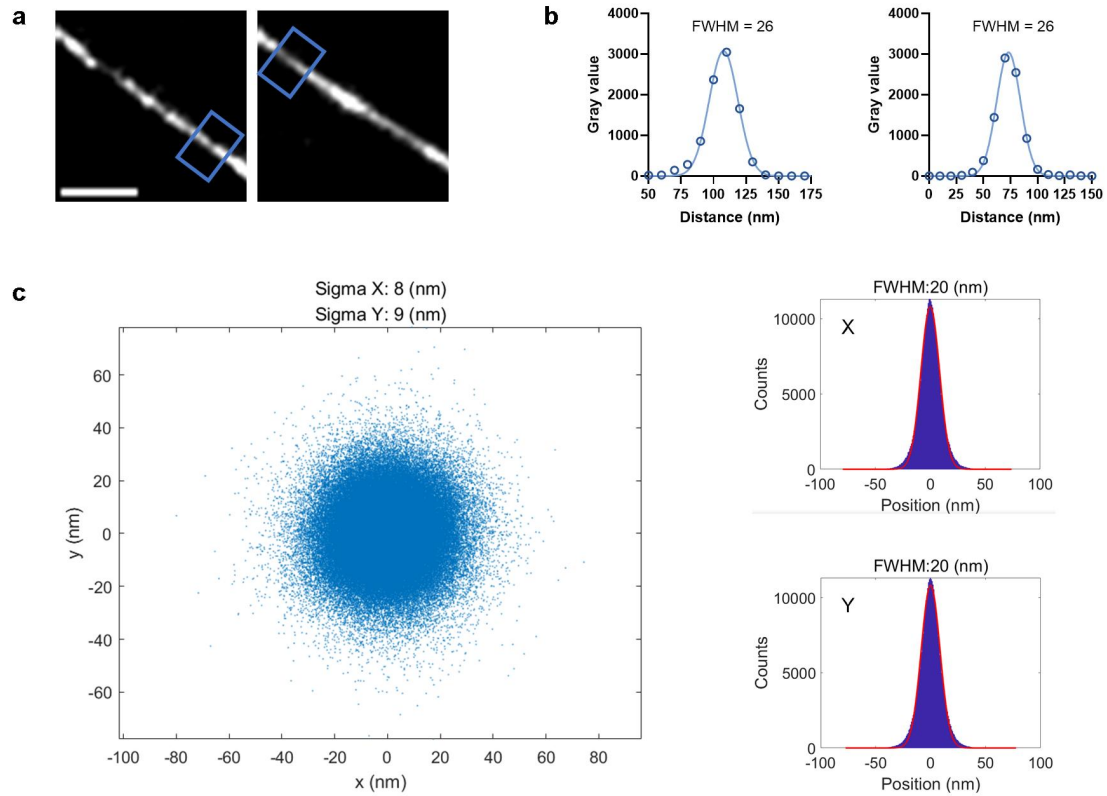 a
b
FWHM = 26
4000
3000
2000
1000
0
Gray value
50 75 100 125 150 175
Distance (nm)
FWHM = 26
4000
3000
2000
1000
0
Gray value
0 25 50 75 100 125 150
Distance (nm)
c
Sigma X: 8 (nm)
Sigma Y: 9 (nm)
60
40
20
0
-20
-40
-60
y (nm)
-100 -80 -60 -40 -20 0 20 40 60 80
x (nm)
FWHM:20 (nm)
X
10000
5000
0
Counts
-100 -50 0 50 100
Position (nm)
FWHM:20 (nm)
Y
10000
5000
0
Counts
-100 -50 0 50 100
Position (nm)